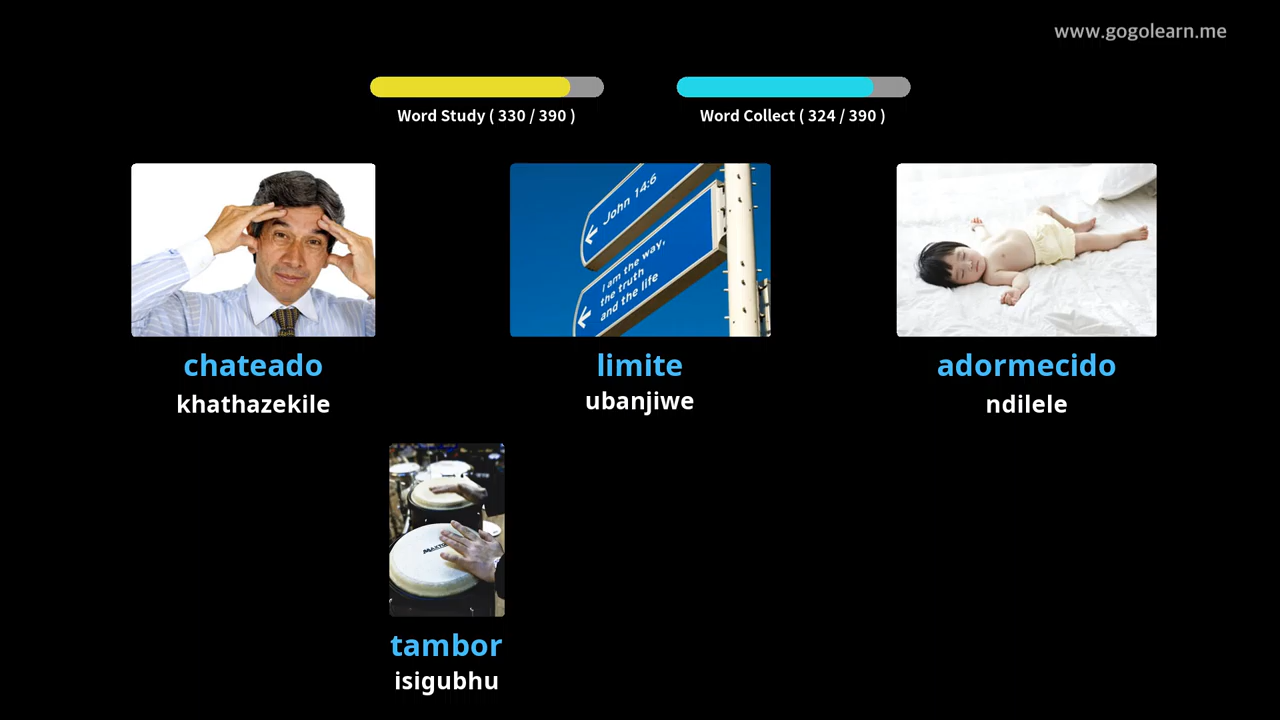 www.gogolearn.me
Word Study ( 330 / 390 )
Word Collect ( 324 / 390 )
John 14:6
I am the way,
the truth
and the life
chateado
khathazekile
limite
ubanjiwe
adormecido
ndilele
tambor
isigubhu